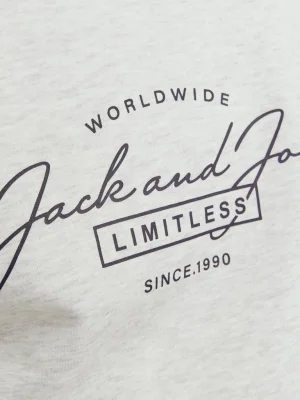 WORLDWIDE
Jack and Jo
LIMITLESS
SINCE.1990